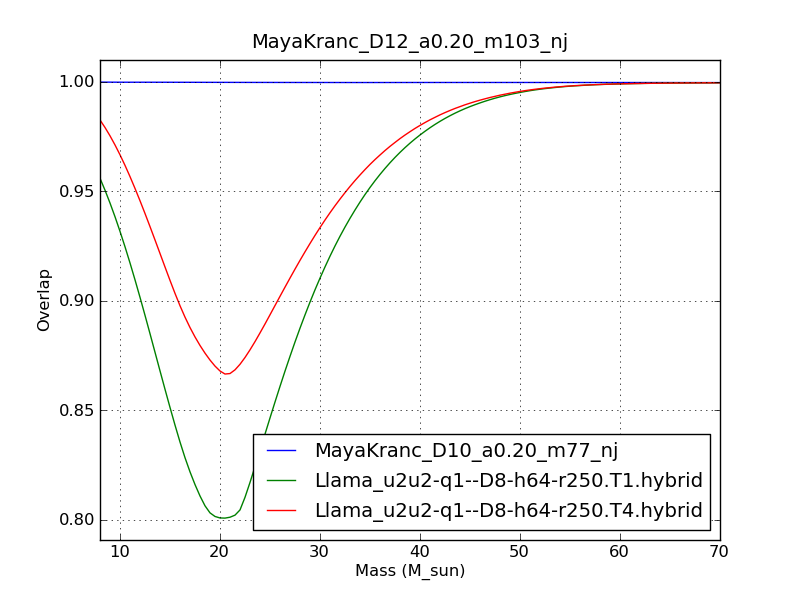 MayaKranc_D12_a0.20_m103_nj
1.00
0.95
0.90
0.85
0.80
Overlap
MayaKranc_D10_a0.20_m77_nj
Llama_u2u2-q1--D8-h64-r250.T1.hybrid
Llama_u2u2-q1--D8-h64-r250.T4.hybrid
10 20 30 40 50 60 70
Mass (M_sun)